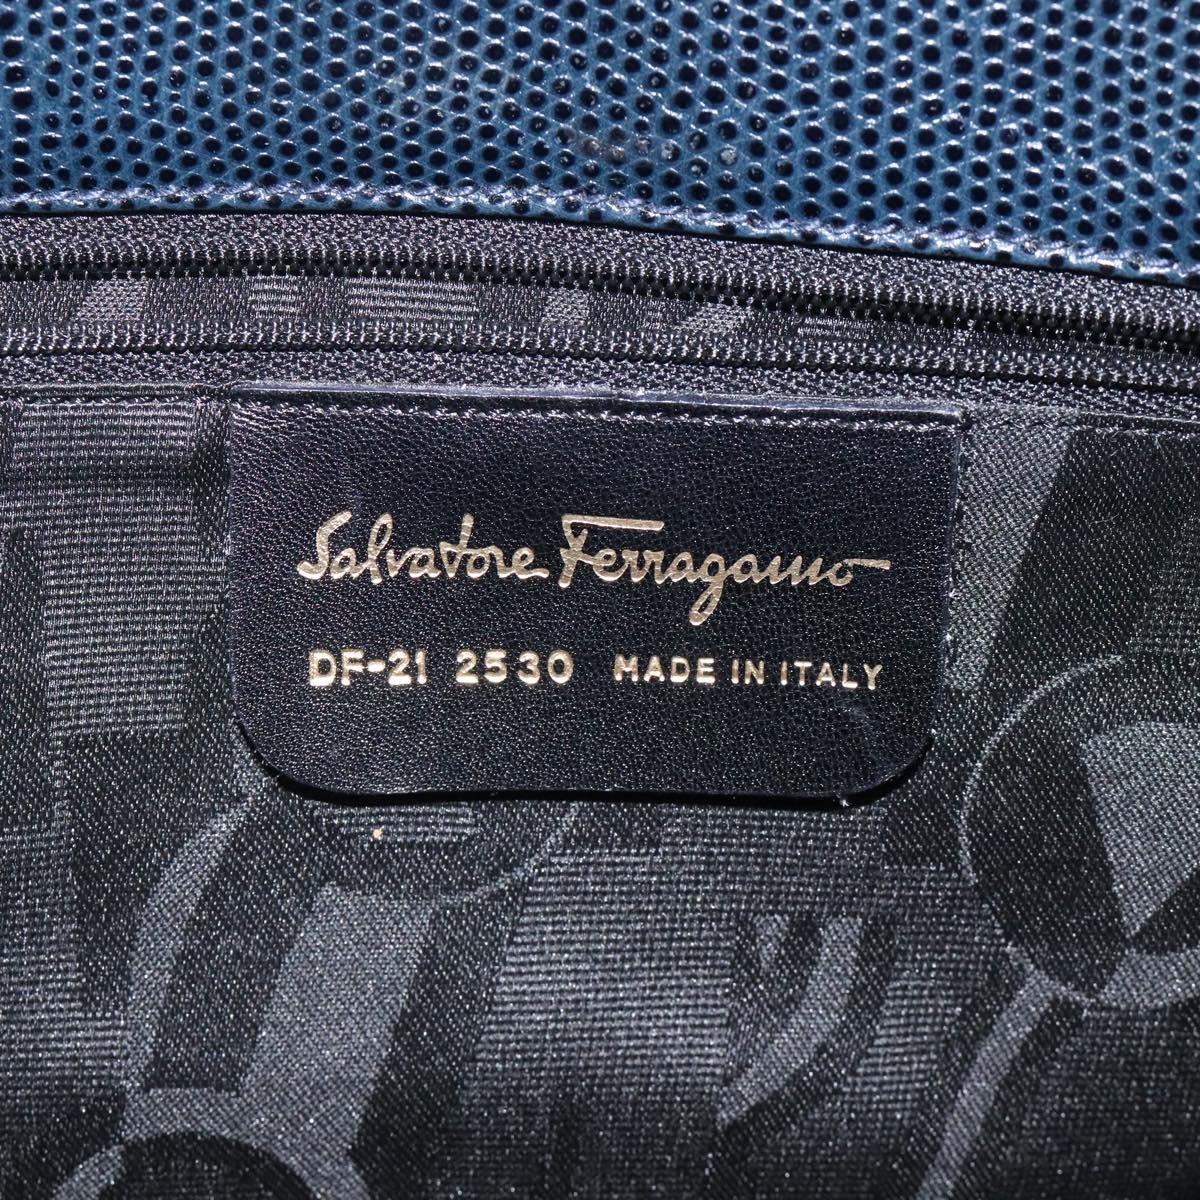 Salvatore Ferragamo
DF-21 2530 MADE IN ITALY